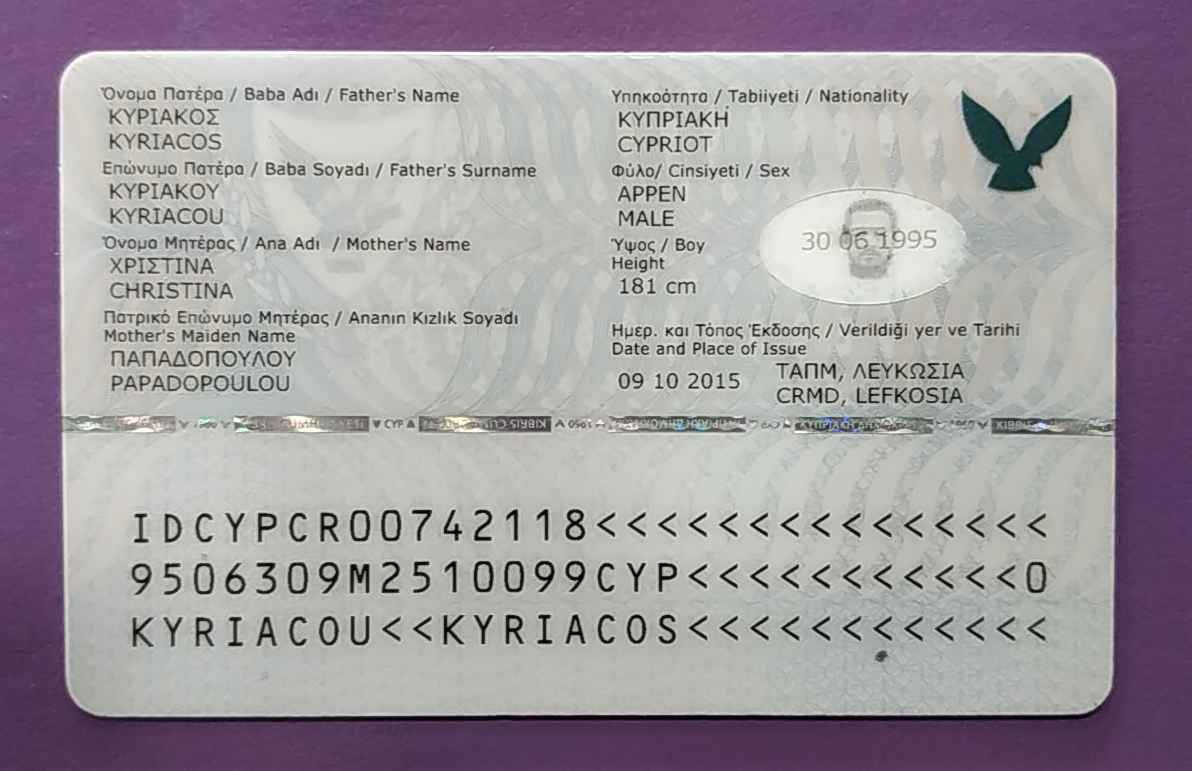 Όνομα Πατέρα / Baba Adı / Father's Name
ΚΥΡΙΑΚΟΣ
KYRIACOS
Επώνυμο Πατέρα / Baba Soyadı / Father's Surname
ΚΥΡΙΑΚΟΥ
KYRIACOU
Όνομα Μητέρας / Ana Adı / Mother's Name
ΧΡΙΣΤΙΝΑ
CHRISTINA
Πατρικό Επώνυμο Μητέρας / Ananın Kızlık Soyadı
Mother's Maiden Name
ΠΑΠΑΔΟΠΟΥΛΟΥ
PAPADOPOULOU
Υπηκοότητα / Tabiiyeti / Nationality
ΚΥΠΡΙΑΚΗ
CYPRIOT
Φύλο/ Cinsiyeti / Sex
ΑΡΡΕΝ
MALE
Ύψος / Boy
Height
181 cm
30 06 1995
Ημερ. και Τόπος Έκδοσης / Verildiği yer ve Tarihi
Date and Place of Issue
09 10 2015
ΤΑΠΜ, ΛΕΥΚΩΣΙΑ
CRMD, LEFKOSIA
CYP
KIBRIS
IDCYPCR00742118<<<<<<<<<<<<<<<
9506309M2510099CYP<<<<<<<<<<<0
KYRIACOU<<KYRIACOS<<<<<<<<<<<<